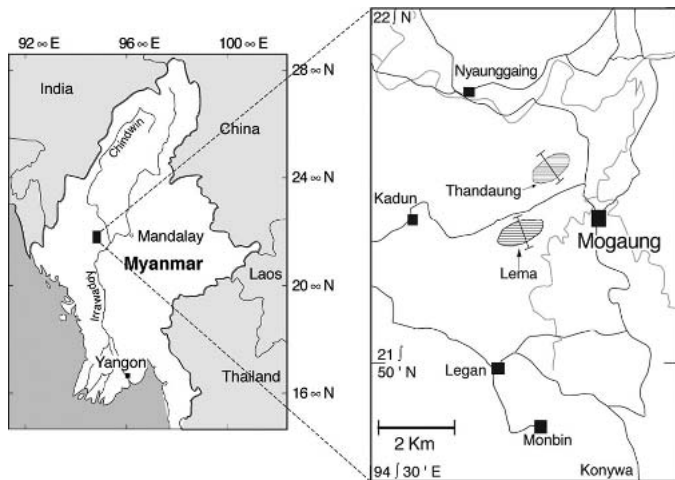 92 ∞ E
96 ∞ E
100 ∞ E
28 ∞ N
24 ∞ N
20 ∞ N
16 ∞ N
India
China
Chindwin
Mandalay
Myanmar
Laos
Irrawaddy
Yangon
Thailand
22 ∫ N
Nyaunggaing
Thandaung
Kadun
Mogaung
Lema
21 ∫
50 ' N
Legan
2 Km
Monbin
94 ∫ 30 ' E
Konywa